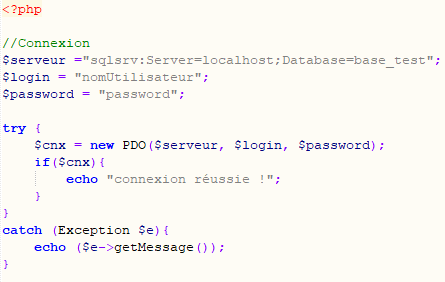 <?php
//Connexion
$serveur ="sqlsrv:Server=localhost;Database=base_test";
$login = "nomUtilisateur";
$password = "password";
try {
$cnx = new PDO($serveur, $login, $password);
if($cnx){
echo "connexion réussie !";
}
}
catch (Exception $e){
echo ($e->getMessage());
}